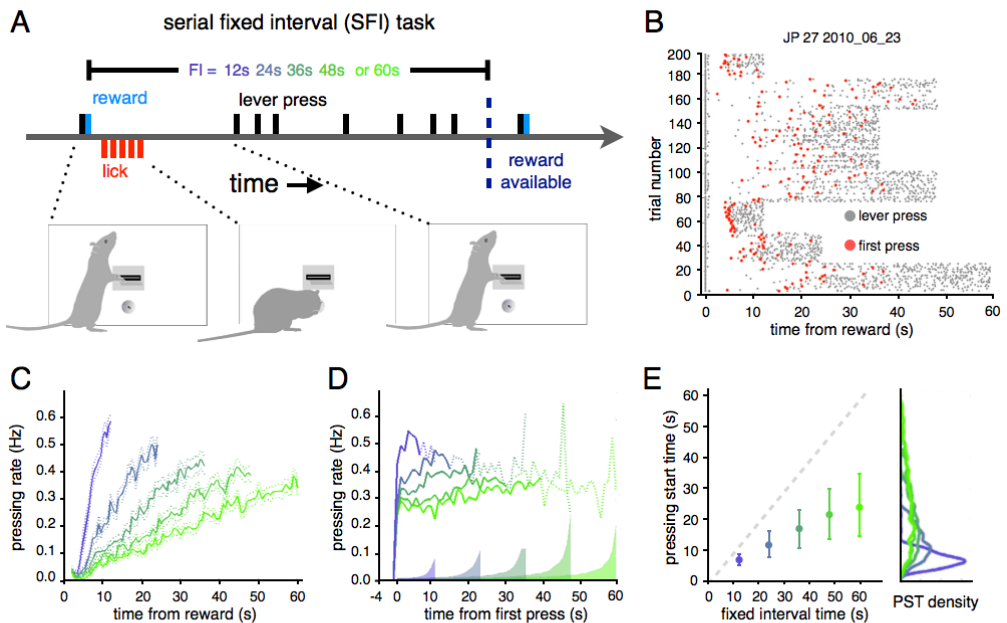 A
serial fixed interval (SFI) task
FI = 12s 24s 36s 48s or 60s
reward
lever press
lick
time
reward
available
B
JP 27 2010_06_23
trial number
200
180
160
140
120
100
80
60
40
20
0
lever press
first press
0 10 20 30 40 50 60
time from reward (s)
C
pressing rate (Hz)
0.6
0.5
0.4
0.3
0.2
0.1
0.0
0 10 20 30 40 50 60
time from reward (s)
D
pressing rate (Hz)
0.6
0.5
0.4
0.3
0.2
0.1
0.0
-4 0 10 20 30 40 50 60
time from first press (s)
E
pressing start time (s)
60
50
40
30
20
10
0
0 10 20 30 40 50 60
fixed interval time (s)
PST density